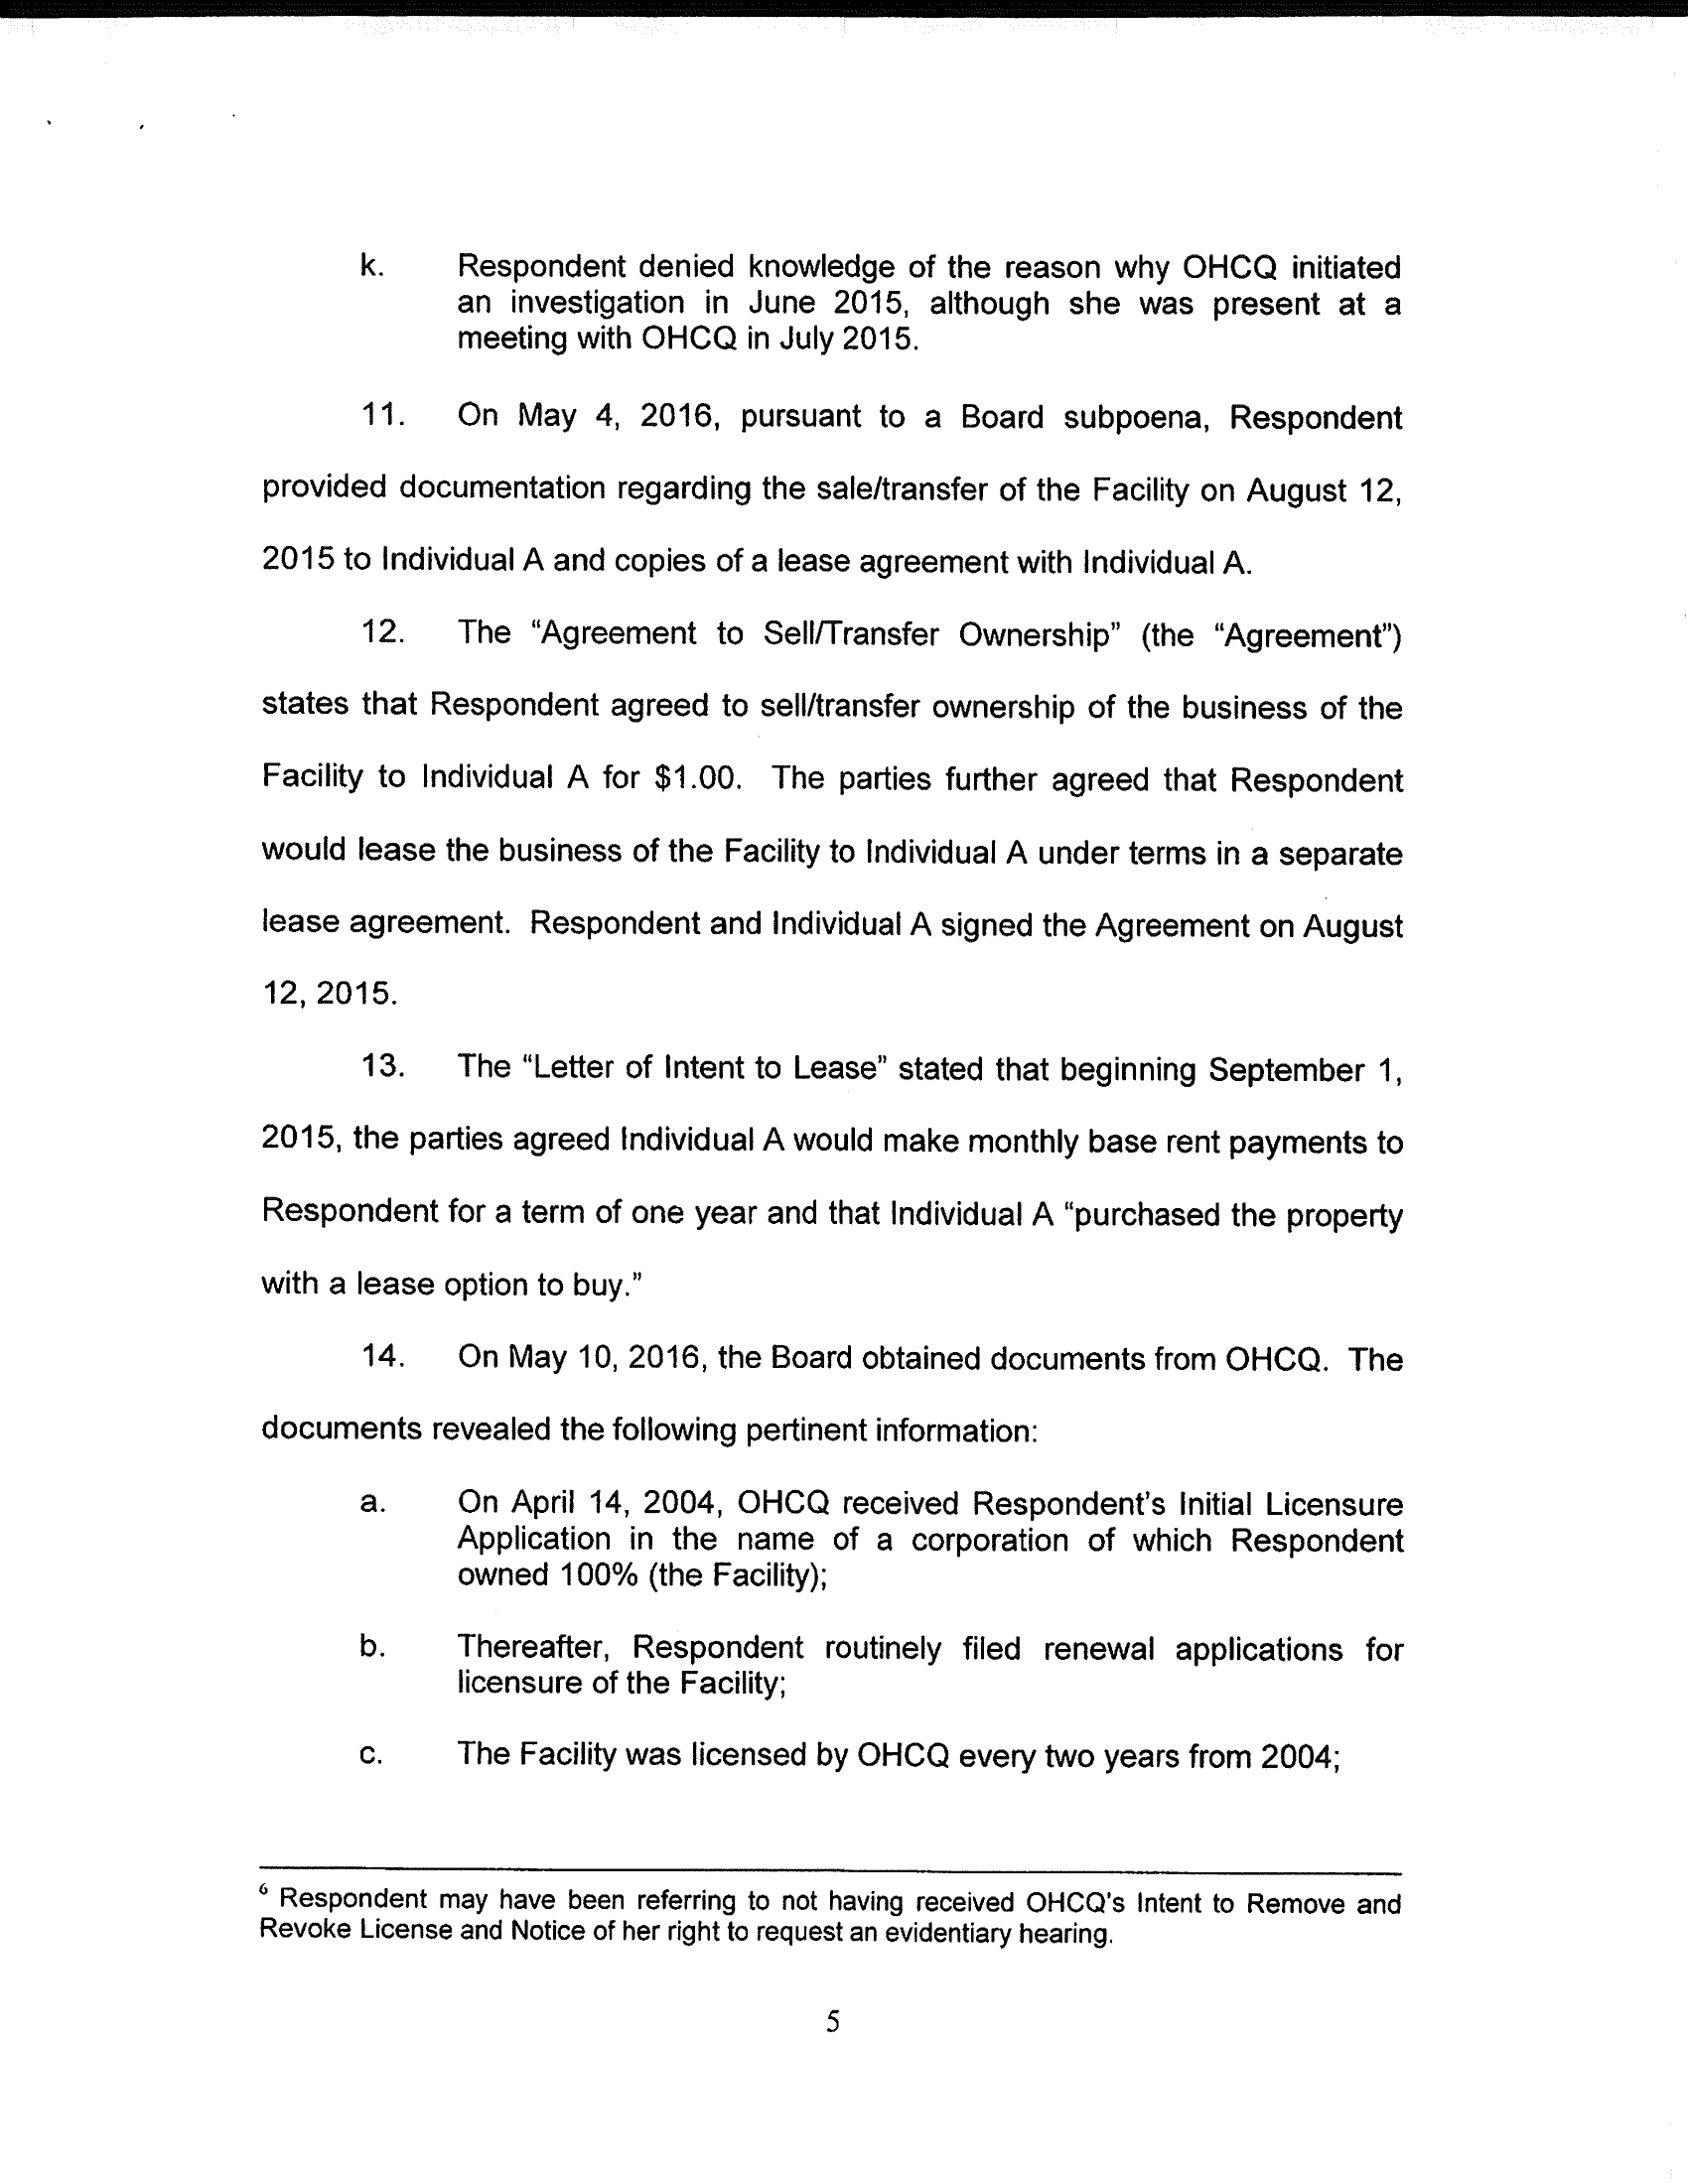 k. Respondent denied knowledge of the reason why OHCQ initiated
an investigation in June 2015, although she was present at a
meeting with OHCQ in July 2015.
11. On May 4, 2016, pursuant to a Board subpoena, Respondent
provided documentation regarding the sale/transfer of the Facility on August 12,
2015 to Individual A and copies of a lease agreement with Individual A.
12. The “Agreement to Sell/Transfer Ownership” (the “Agreement”)
states that Respondent agreed to sell/transfer ownership of the business of the
Facility to Individual A for $1.00. The parties further agreed that Respondent
would lease the business of the Facility to Individual A under terms in a separate
lease agreement. Respondent and Individual A signed the Agreement on August
12, 2015.
13. The “Letter of Intent to Lease” stated that beginning September 1,
2015, the parties agreed Individual A would make monthly base rent payments to
Respondent for a term of one year and that Individual A “purchased the property
with a lease option to buy.”
14. On May 10, 2016, the Board obtained documents from OHCQ. The
documents revealed the following pertinent information:
a. On April 14, 2004, OHCQ received Respondent's Initial Licensure
Application in the name of a corporation of which Respondent
owned 100% (the Facility);
b. Thereafter, Respondent routinely filed renewal applications for
licensure of the Facility;
c. The Facility was licensed by OHCQ every two years from 2004;
6 Respondent may have been referring to not having received OHCQ's Intent to Remove and
Revoke License and Notice of her right to request an evidentiary hearing.
5